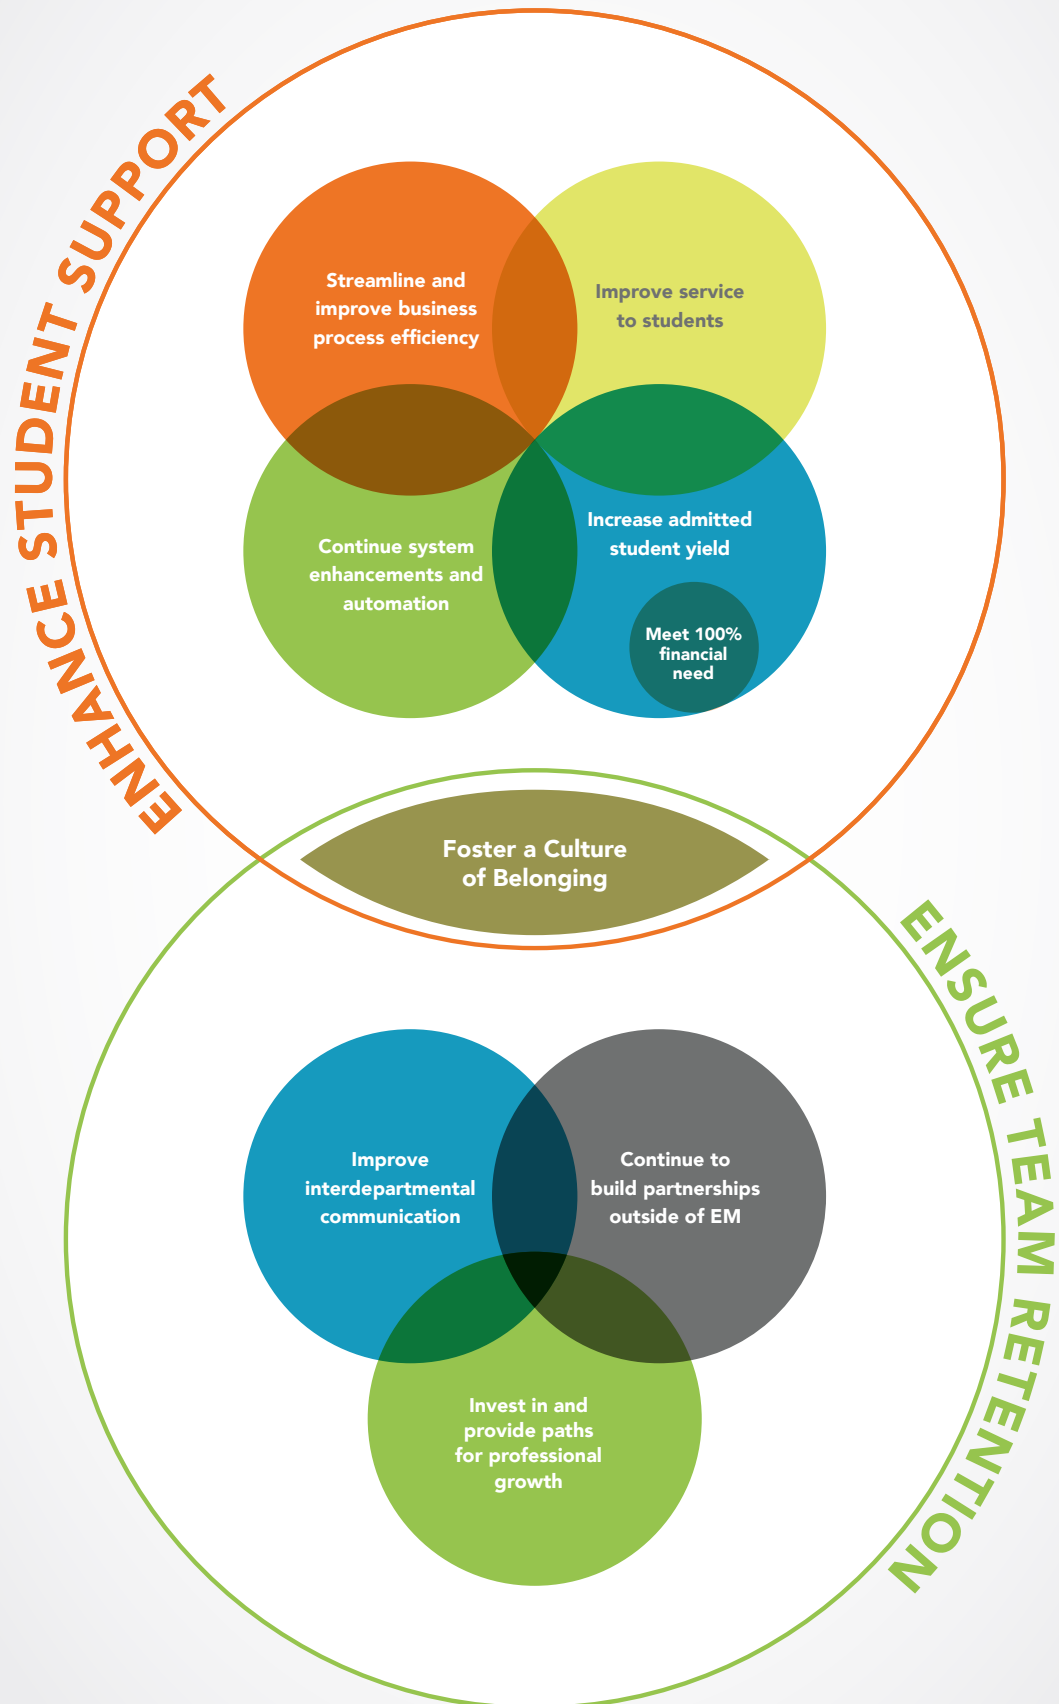 ENHANCE STUDENT SUPPORT
Streamline and
improve business
process efficiency
Improve service
to students
Continue system
enhancements and
automation
Increase admitted
student yield
Meet 100%
financial
need
Foster a Culture
of Belonging
ENSURE TEAM RETENTION
Improve
interdepartmental
communication
Continue to
build partnerships
outside of EM
Invest in and
provide paths
for professional
growth